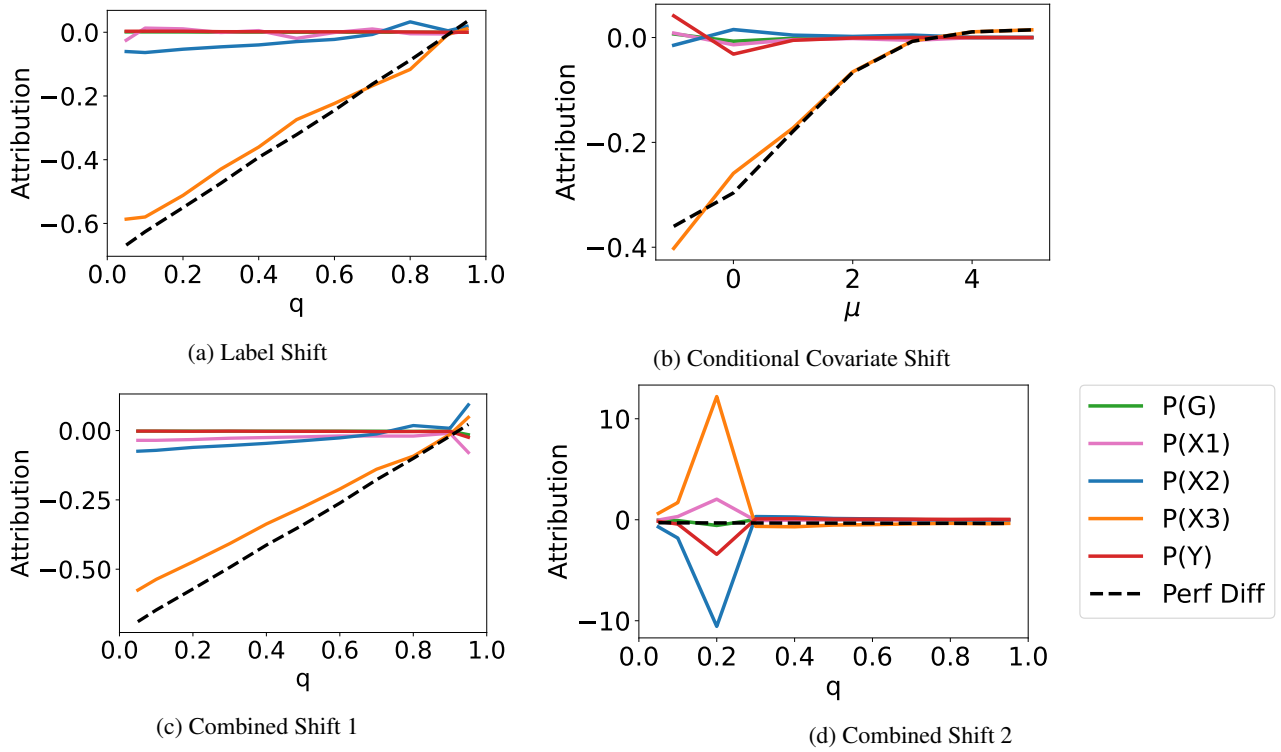 0.0
−0.2
−0.4
−0.6
Attribution
0.0 0.2 0.4 0.6 0.8 1.0
q
(a) Label Shift
0.0
−0.2
−0.4
Attribution
0 2 4
μ
(b) Conditional Covariate Shift
0.00
−0.25
−0.50
Attribution
0.0 0.2 0.4 0.6 0.8 1.0
q
(c) Combined Shift 1
10
0
−10
Attribution
0.0 0.2 0.4 0.6 0.8 1.0
q
(d) Combined Shift 2
P(G)
P(X1)
P(X2)
P(X3)
P(Y)
Perf Diff